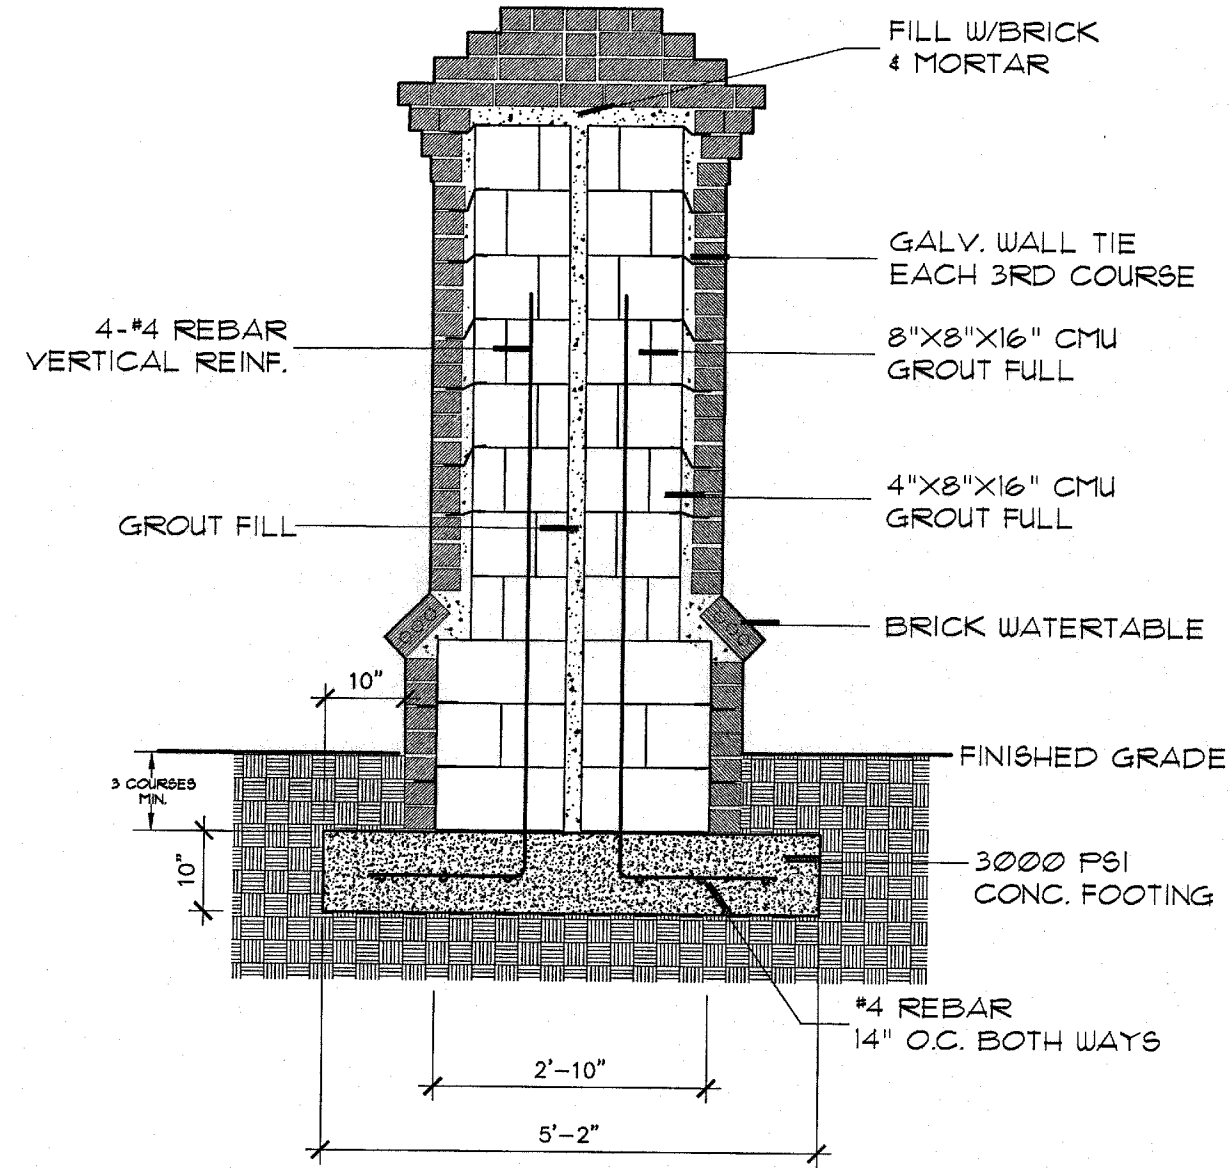 FILL W/BRICK
& MORTAR
GALV. WALL TIE
EACH 3RD COURSE
4-#4 REBAR
VERTICAL REINF.
8"X8"X16" CMU
GROUT FULL
4"X8"X16" CMU
GROUT FULL
GROUT FILL
BRICK WATERTABLE
10"
FINISHED GRADE
3 COURSES
MIN.
10"
3000 PSI
CONC. FOOTING
#4 REBAR
14" O.C. BOTH WAYS
2'-10"
5'-2"